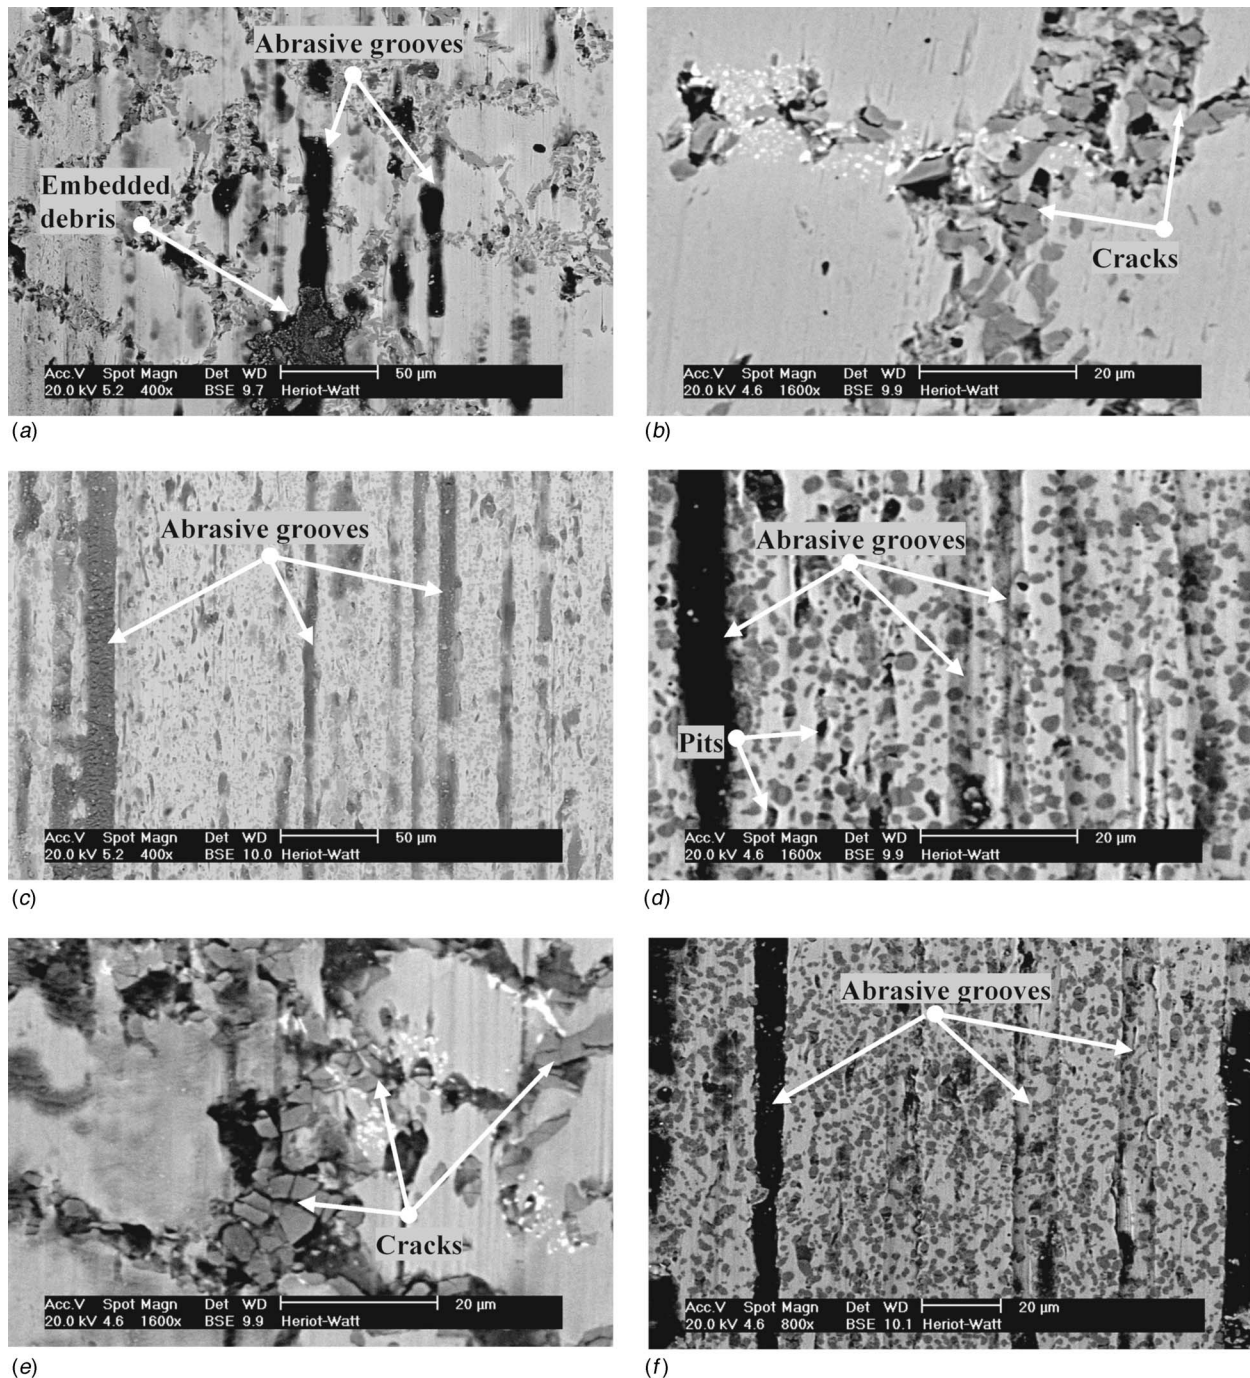 Abrasive grooves
Embedded
debris
Acc.V Spot Magn Det WD 50 µm
20.0 kV 5.2 400x BSE 9.7 Heriot-Watt
(a)
Cracks
Acc.V Spot Magn Det WD 20 µm
20.0 kV 4.6 1600x BSE 9.9 Heriot-Watt
(b)
Abrasive grooves
Acc.V Spot Magn Det WD 50 µm
20.0 kV 5.2 400x BSE 10.0 Heriot-Watt
(c)
Abrasive grooves
Pits
Acc.V Spot Magn Det WD 20 µm
20.0 kV 4.6 1600x BSE 9.9 Heriot-Watt
(d)
Cracks
Acc.V Spot Magn Det WD 20 µm
20.0 kV 4.6 1600x BSE 9.9 Heriot-Watt
(e)
Abrasive grooves
Acc.V Spot Magn Det WD 20 µm
20.0 kV 4.6 800x BSE 10.1 Heriot-Watt
(f)